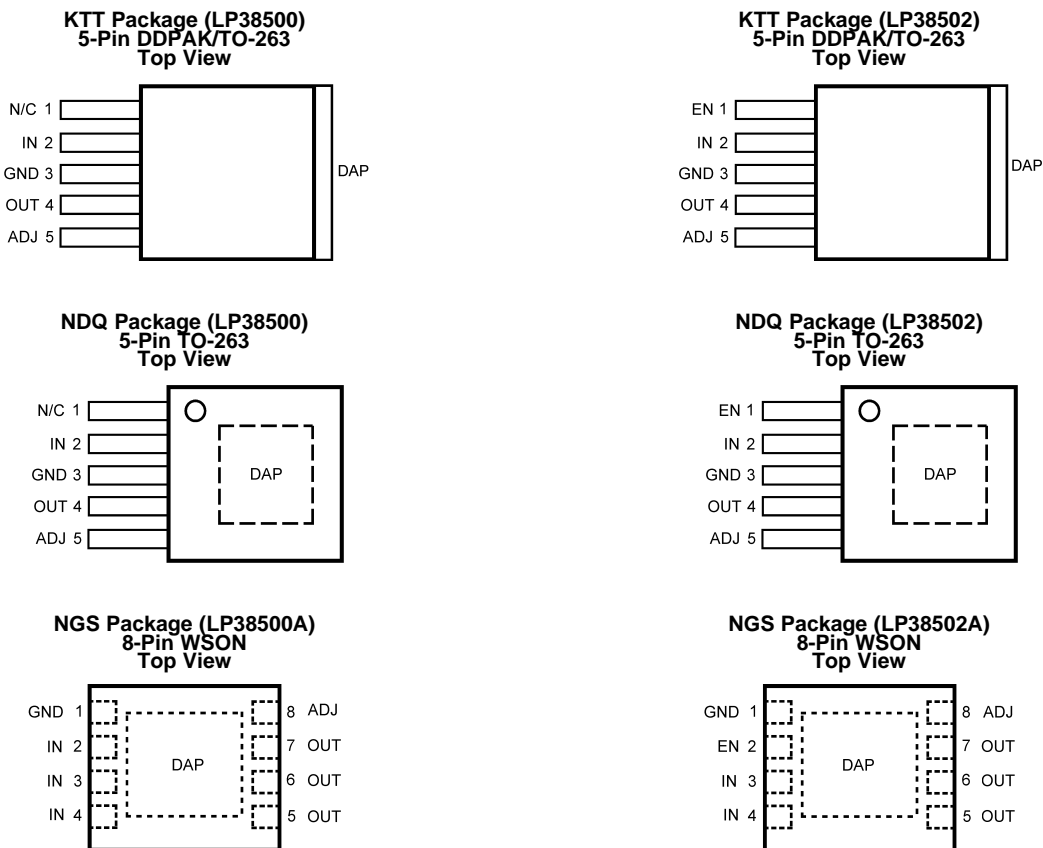 KTT Package (LP38500)
5-Pin DDPAK/TO-263
Top View
N/C 1
IN 2
GND 3
OUT 4
ADJ 5
DAP
KTT Package (LP38502)
5-Pin DDPAK/TO-263
Top View
EN 1
IN 2
GND 3
OUT 4
ADJ 5
DAP
NDQ Package (LP38500)
5-Pin TO-263
Top View
N/C 1
IN 2
GND 3
OUT 4
ADJ 5
DAP
NDQ Package (LP38502)
5-Pin TO-263
Top View
EN 1
IN 2
GND 3
OUT 4
ADJ 5
DAP
NGS Package (LP38500A)
8-Pin WSON
Top View
GND 1
IN 2
IN 3
IN 4
DAP
8 ADJ
7 OUT
6 OUT
5 OUT
NGS Package (LP38502A)
8-Pin WSON
Top View
GND 1
EN 2
IN 3
IN 4
DAP
8 ADJ
7 OUT
6 OUT
5 OUT